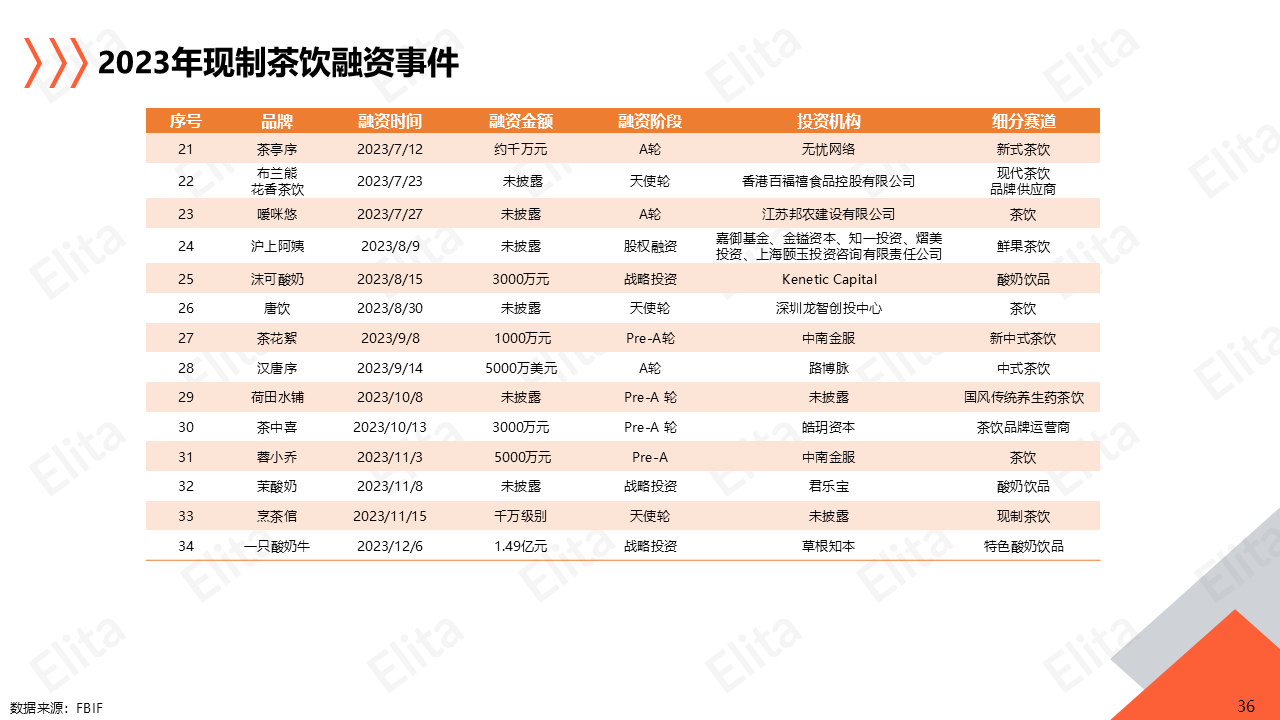 2023年现制茶饮融资事件
序号 品牌 融资时间 融资金额 融资阶段 投资机构 细分赛道
21 茶亭序 2023/7/12 约千万元 A轮 无忧网络 新式茶饮
22 布兰熊 花香茶饮 2023/7/23 未披露 天使轮 香港百福禧食品控股有限公司 现代茶饮 品牌供应商
23 嗳咪悠 2023/7/27 未披露 A轮 江苏邦农建设有限公司 茶饮
24 沪上阿姨 2023/8/9 未披露 股权融资 嘉御基金、金镒资本、知一投资、熠美 投资、上海颐玉投资咨询有限责任公司 鲜果茶饮
25 沫可酸奶 2023/8/15 3000万元 战略投资 Kenetic Capital 酸奶饮品
26 唐饮 2023/8/30 未披露 天使轮 深圳龙智创投中心 茶饮
27 茶花絮 2023/9/8 1000万元 Pre-A轮 中南金服 新中式茶饮
28 汉唐序 2023/9/14 5000万美元 A轮 路博脉 中式茶饮
29 荷田水铺 2023/10/8 未披露 Pre-A 轮 未披露 国风传统养生药茶饮
30 茶中喜 2023/10/13 3000万元 Pre-A 轮 皓玥资本 茶饮品牌运营商
31 蓉小乔 2023/11/3 5000万元 Pre-A 中南金服 茶饮
32 茉酸奶 2023/11/8 未披露 战略投资 君乐宝 酸奶饮品
33 烹茶倌 2023/11/15 千万级别 天使轮 未披露 现制茶饮
34 一只酸奶牛 2023/12/6 1.49亿元 战略投资 草根知本 特色酸奶饮品
数据来源：FBIF
36
Elita